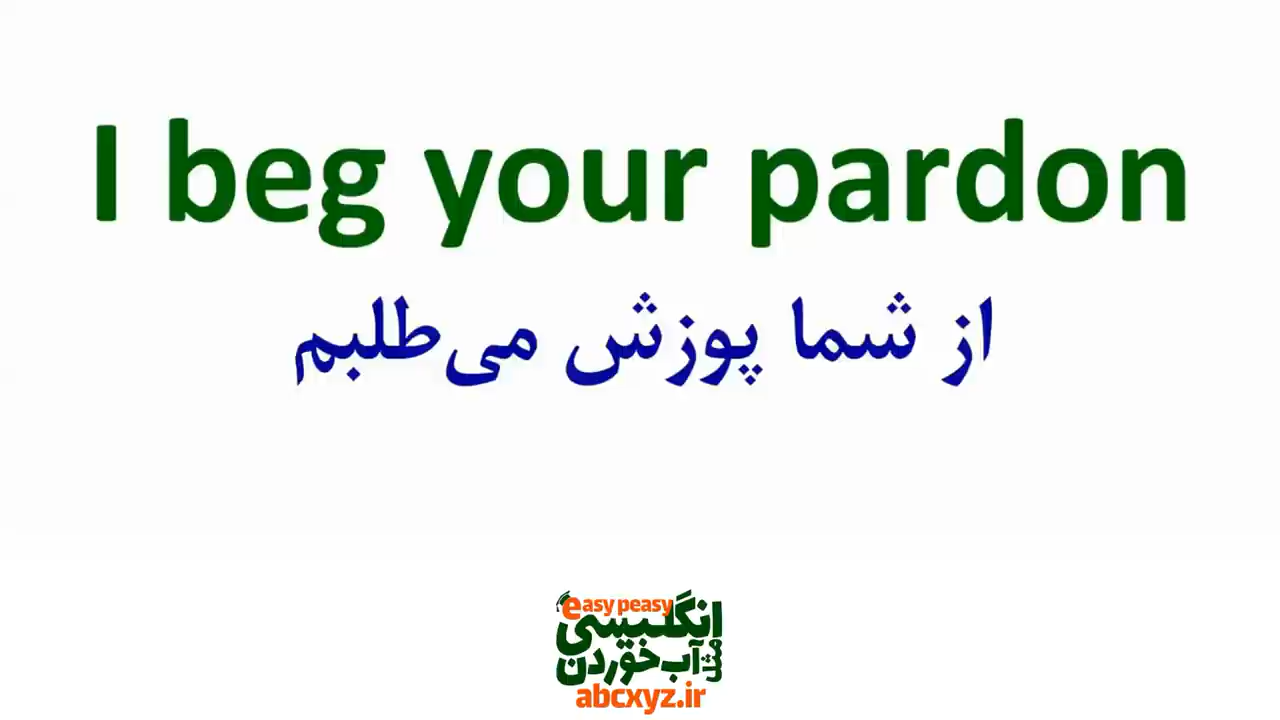 I beg your pardon
از شما پوزش می‌طلبم
easy peasy
انگلیسی
مثل آب خوردن
abcxyz.ir